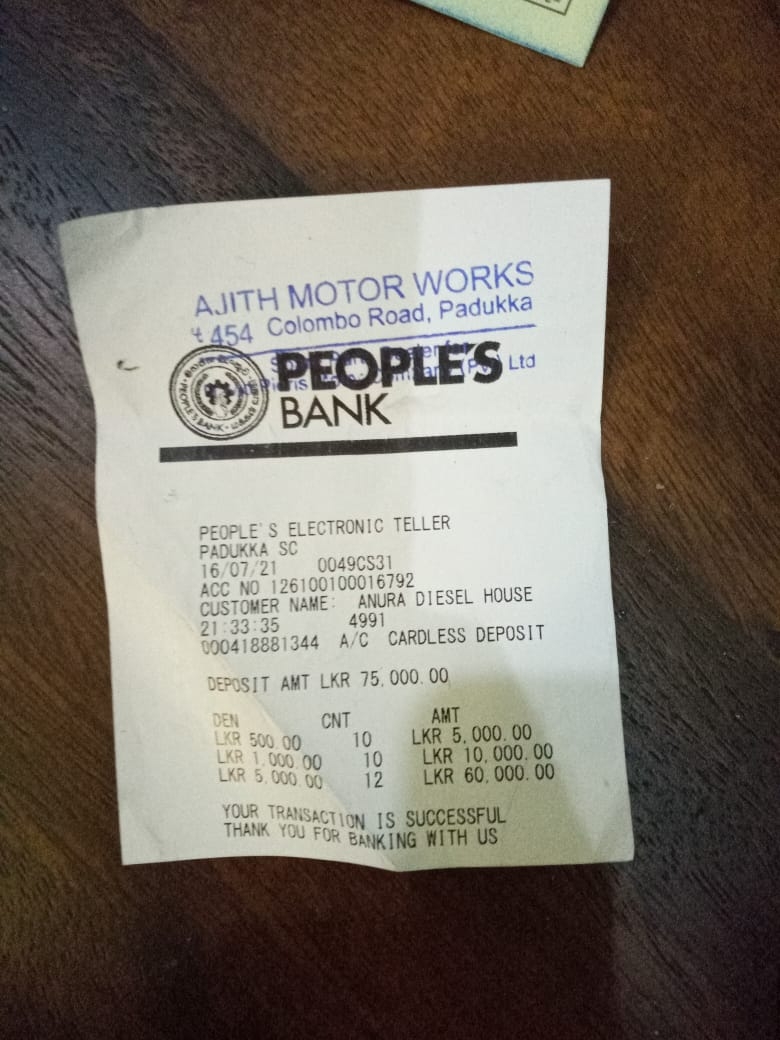 AJITH MOTOR WORKS
454 Colombo Road, Padukka
(Pvt) Ltd
PEOPLE'S
BANK
PEOPLE'S BANK
PEOPLE'S ELECTRONIC TELLER
PADUKKA SC
16/07/21 0049CS31
ACC NO 126100100016792
CUSTOMER NAME: ANURA DIESEL HOUSE
21:33:35 4991
000418881344 A/C CARDLESS DEPOSIT
DEPOSIT AMT LKR 75,000.00
DEN CNT AMT
LKR 500.00 10 LKR 5,000.00
LKR 1,000.00 10 LKR 10,000.00
LKR 5,000.00 12 LKR 60,000.00
YOUR TRANSACTION IS SUCCESSFUL
THANK YOU FOR BANKING WITH US